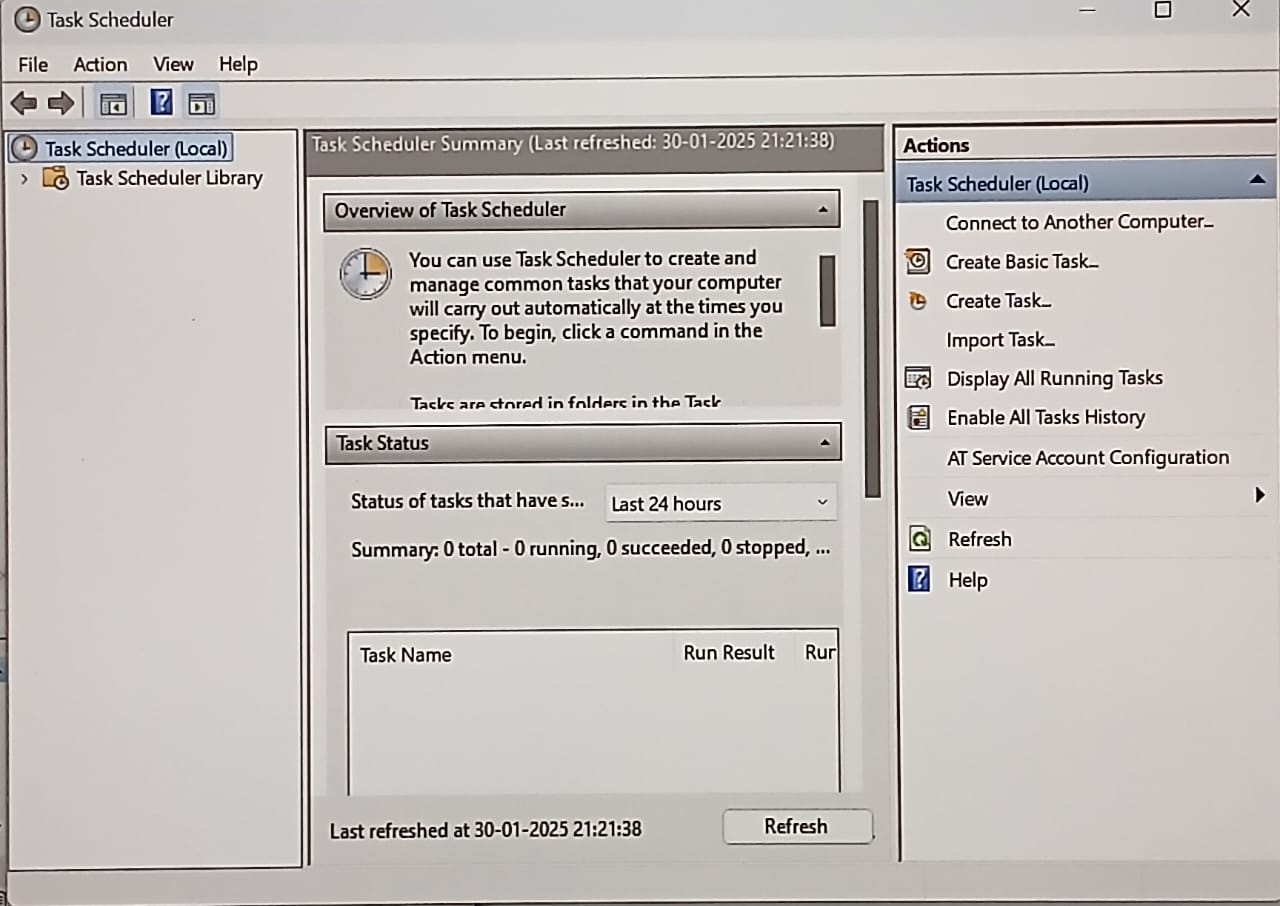 Task Scheduler
File Action View Help
Task Scheduler (Local)
Task Scheduler Library
Task Scheduler Summary (Last refreshed: 30-01-2025 21:21:38)
Overview of Task Scheduler
You can use Task Scheduler to create and
manage common tasks that your computer
will carry out automatically at the times you
specify. To begin, click a command in the
Action menu.
Tasks are stored in folders in the Task
Task Status
Status of tasks that have s... Last 24 hours
Summary: 0 total - 0 running, 0 succeeded, 0 stopped, ...
Task Name Run Result Rur
Last refreshed at 30-01-2025 21:21:38 Refresh
Actions
Task Scheduler (Local)
Connect to Another Computer...
Create Basic Task...
Create Task...
Import Task...
Display All Running Tasks
Enable All Tasks History
AT Service Account Configuration
View
Refresh
Help